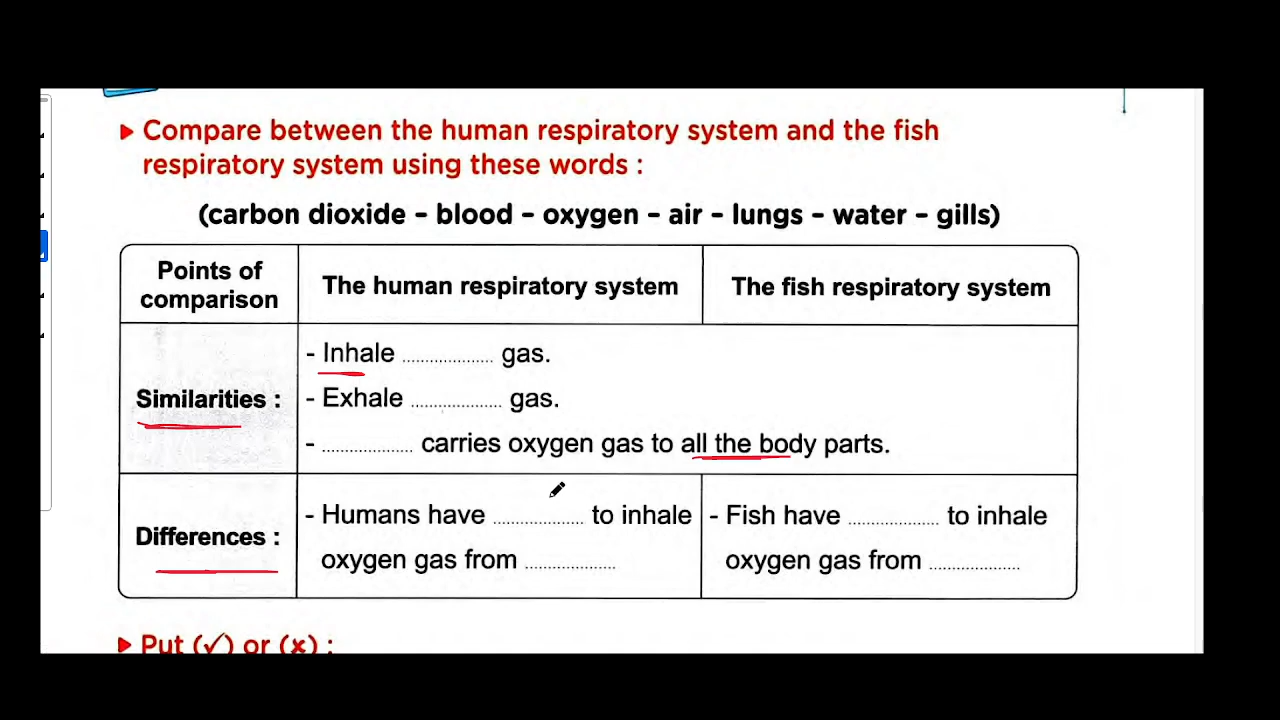 Compare between the human respiratory system and the fish
respiratory system using these words :
(carbon dioxide – blood – oxygen – air – lungs – water – gills)
Points of comparison
The human respiratory system
The fish respiratory system
Similarities :
- Inhale .................... gas.
- Exhale .................... gas.
- .................... carries oxygen gas to all the body parts.
Differences :
- Humans have .................... to inhale
oxygen gas from ....................
- Fish have .................... to inhale
oxygen gas from ....................
Put (✓) or (x) :